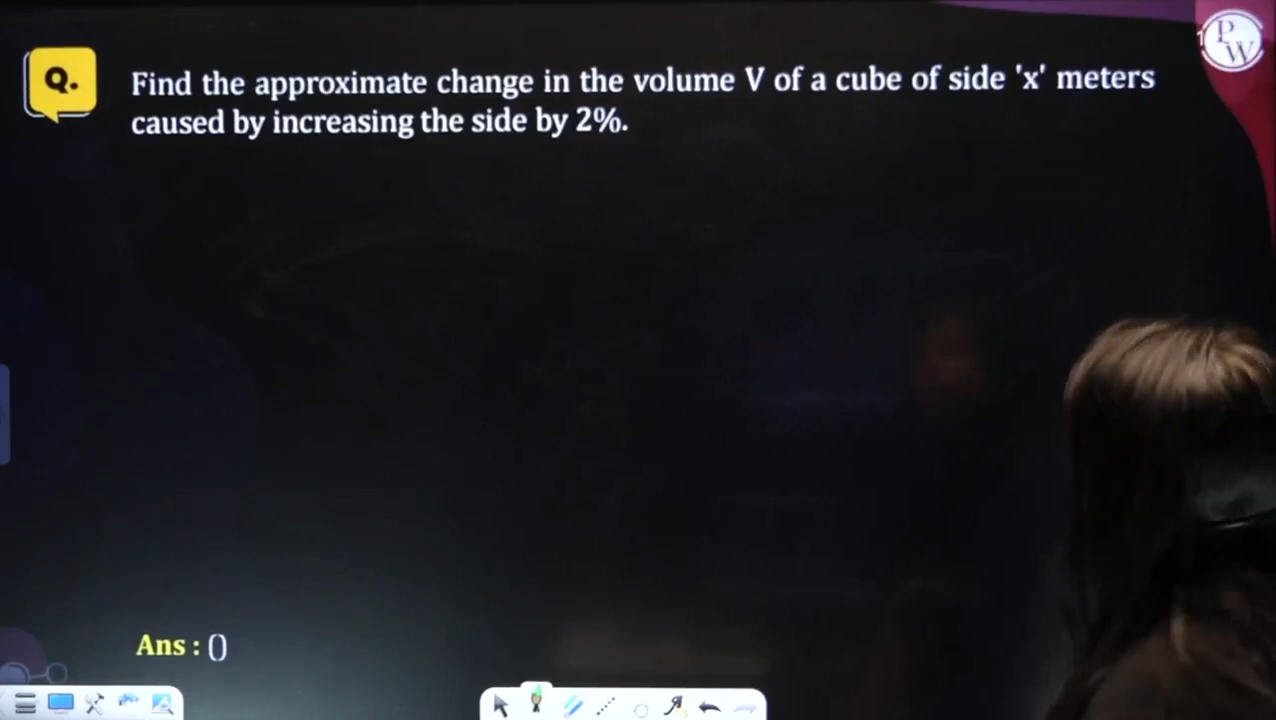 Q.
Find the approximate change in the volume V of a cube of side 'x' meters
caused by increasing the side by 2%.
Ans : ()
PW